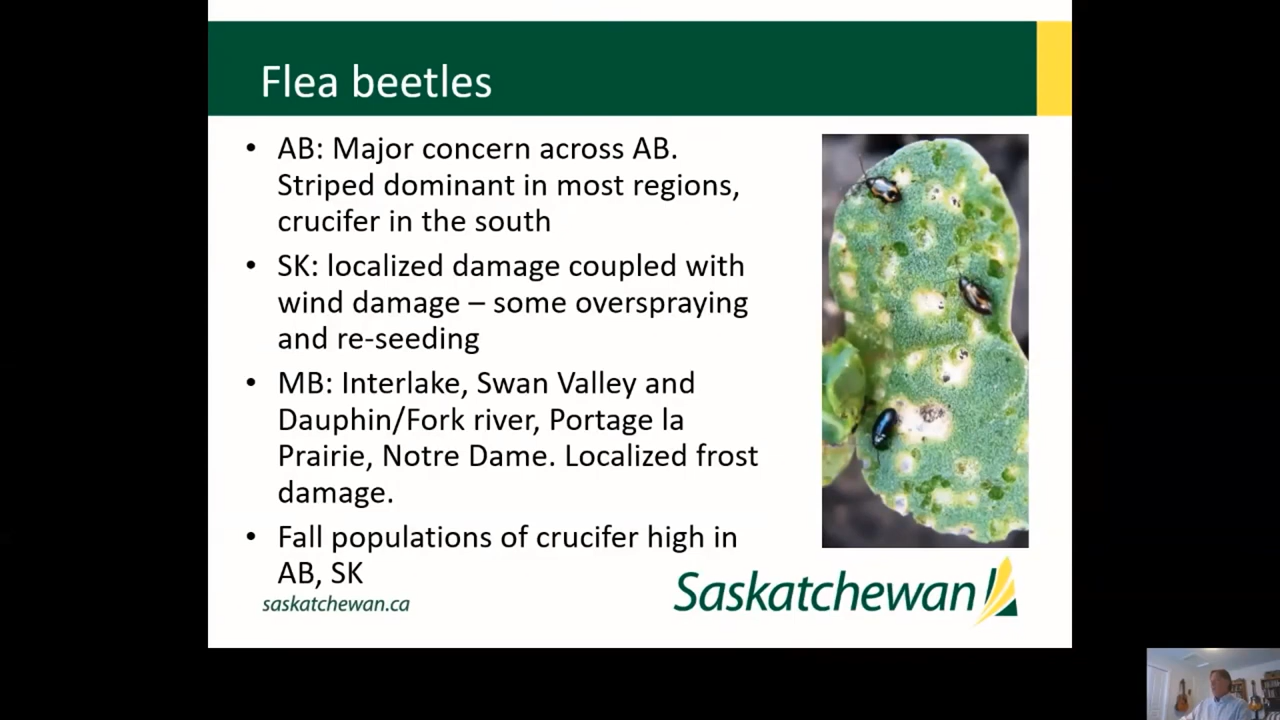 Flea beetles
• AB: Major concern across AB.
Striped dominant in most regions,
crucifer in the south
• SK: localized damage coupled with
wind damage – some overspraying
and re-seeding
• MB: Interlake, Swan Valley and
Dauphin/Fork river, Portage la
Prairie, Notre Dame. Localized frost
damage.
• Fall populations of crucifer high in
AB, SK
saskatchewan.ca
Saskatchewan